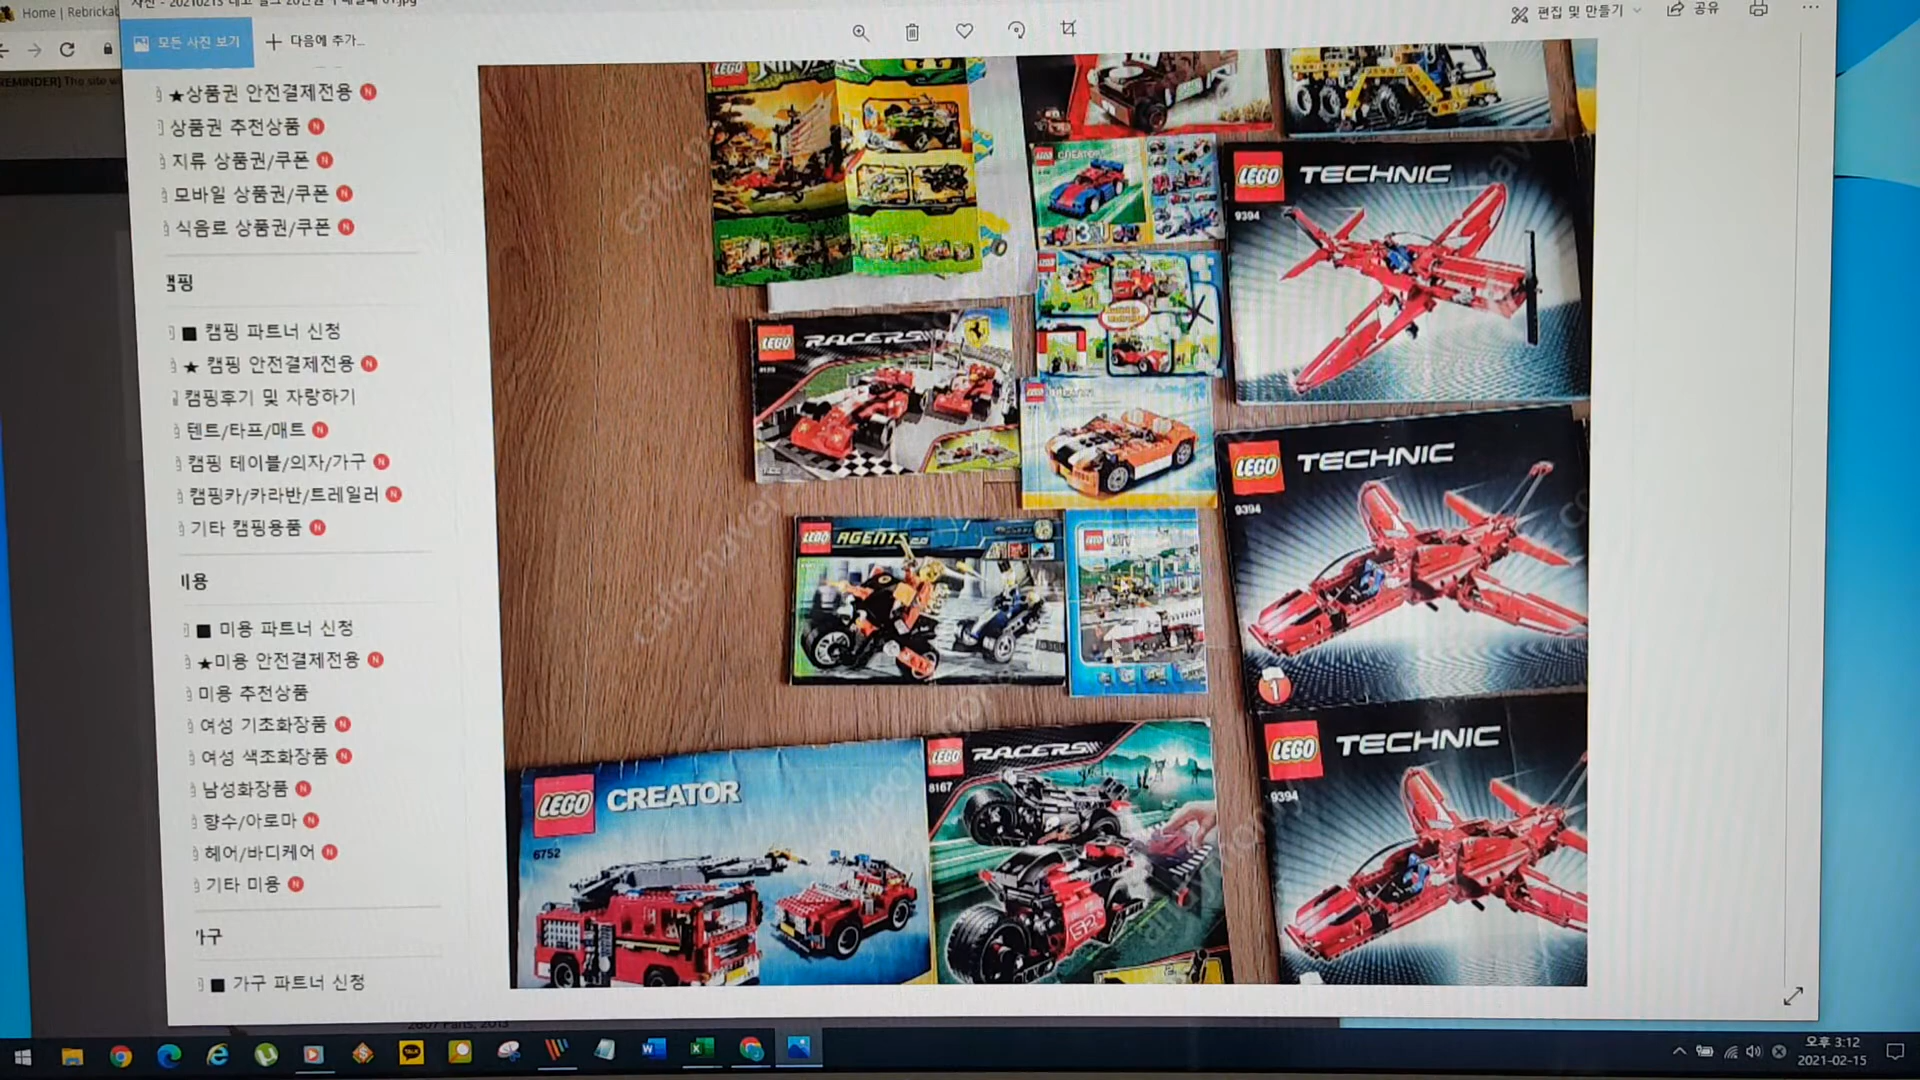 Home | Rebrickab
모든 사진 보기
다음에 추가...
편집 및 만들기
공유
★상품권 안전결제전용 N
상품권 추천상품 N
지류 상품권/쿠폰 N
모바일 상품권/쿠폰 N
식음료 상품권/쿠폰 N
캠핑
■ 캠핑 파트너 신청
★ 캠핑 안전결제전용 N
캠핑후기 및 자랑하기
텐트/타프/매트 N
캠핑 테이블/의자/가구 N
캠핑카/카라반/트레일러 N
기타 캠핑용품 N
미용
■ 미용 파트너 신청
★미용 안전결제전용 N
미용 추천상품
여성 기초화장품 N
여성 색조화장품 N
남성화장품 N
향수/아로마 N
헤어/바디케어 N
기타 미용 N
가구
■ 가구 파트너 신청
LEGO NINJAGO
LEGO CREATOR
3in1
LEGO TECHNIC
9394
LEGO
LEGO RACERS
LEGO CREATOR
LEGO TECHNIC
9394
1
LEGO AGENTS
LEGO CITY
LEGO CREATOR
6752
LEGO RACERS
8167
LEGO TECHNIC
9394
2607 Parts, 2013
오후 3:12
2021-02-15